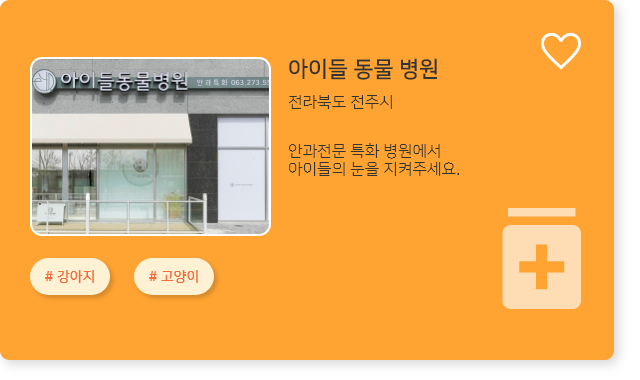 아이들 동물 병원
전라북도 전주시
안과전문 특화 병원에서
아이들의 눈을 지켜주세요.
아이들동물병원
안과특화 063.273.5
# 강아지
# 고양이